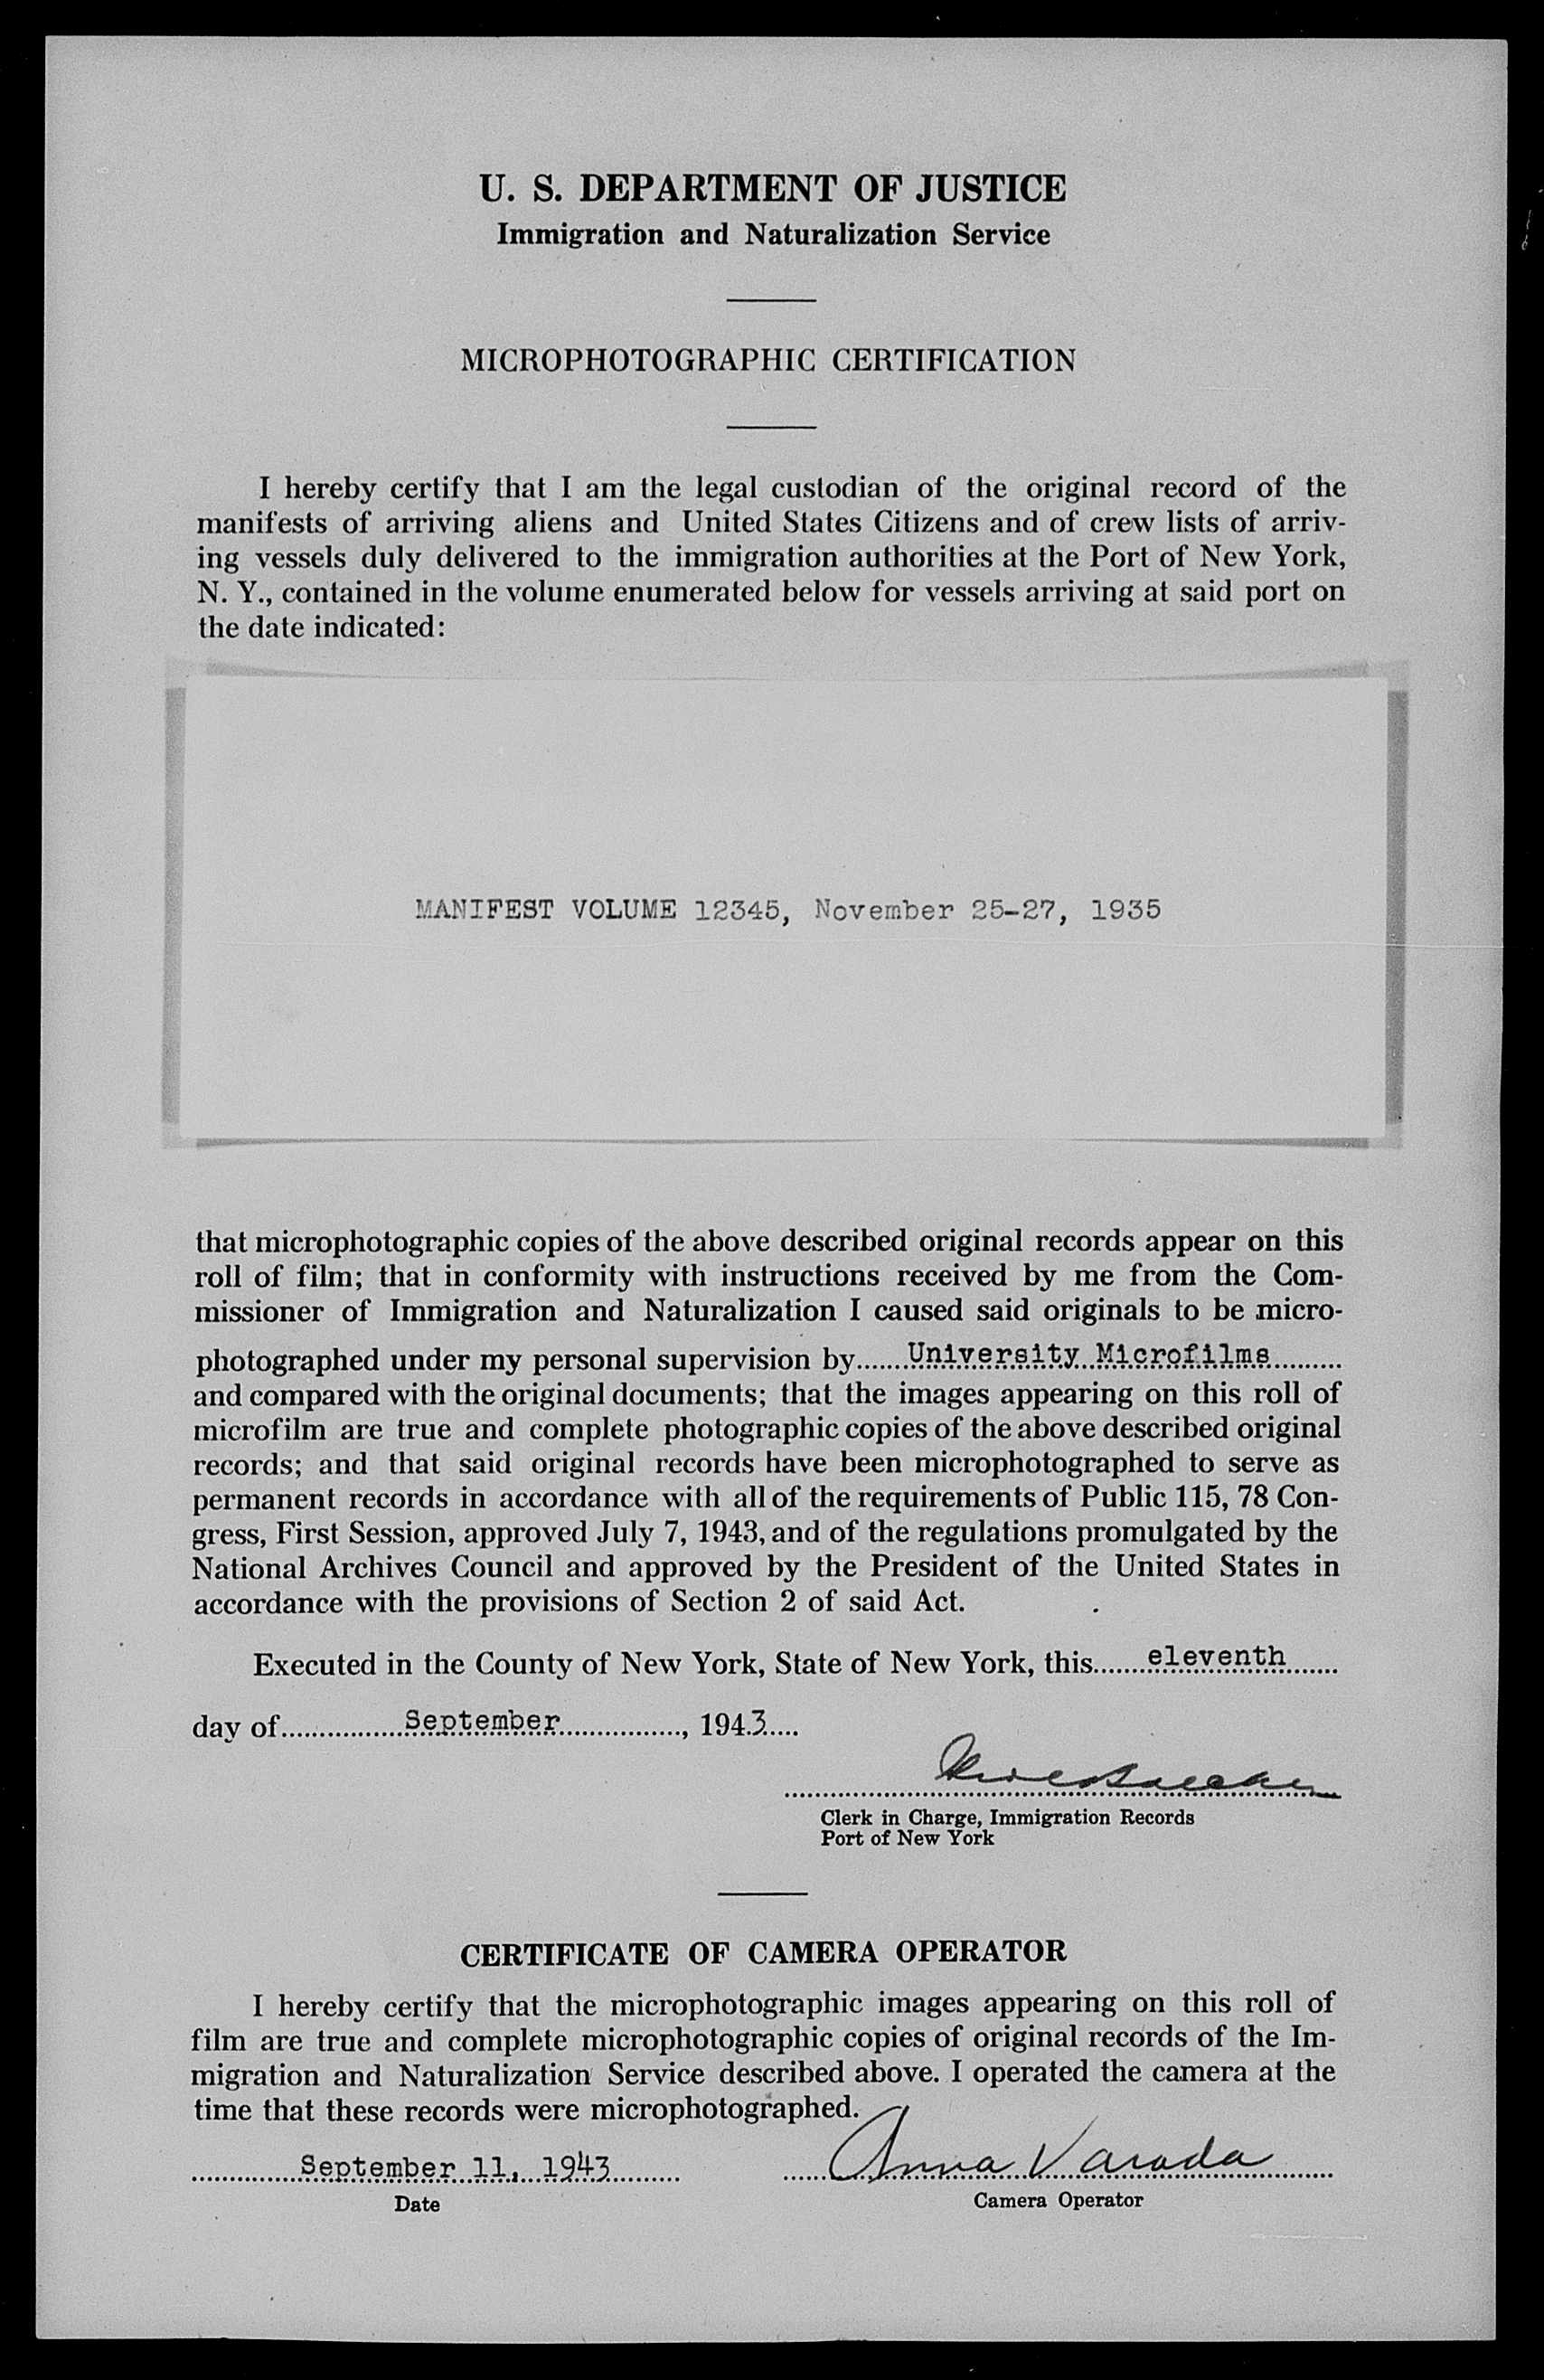 U. S. DEPARTMENT OF JUSTICE
Immigration and Naturalization Service
MICROPHOTOGRAPHIC CERTIFICATION
I hereby certify that I am the legal custodian of the original record of the
manifests of arriving aliens and United States Citizens and of crew lists of arriv-
ing vessels duly delivered to the immigration authorities at the Port of New York,
N. Y., contained in the volume enumerated below for vessels arriving at said port on
the date indicated:
MANIFEST VOLUME 12345, November 25-27, 1935
that microphotographic copies of the above described original records appear on this
roll of film; that in conformity with instructions received by me from the Com-
missioner of Immigration and Naturalization I caused said originals to be micro-
photographed under my personal supervision by......University Microfilms..........
and compared with the original documents; that the images appearing on this roll of
microfilm are true and complete photographic copies of the above described original
records; and that said original records have been microphotographed to serve as
permanent records in accordance with all of the requirements of Public 115, 78 Con-
gress, First Session, approved July 7, 1943, and of the regulations promulgated by the
National Archives Council and approved by the President of the United States in
accordance with the provisions of Section 2 of said Act.
Executed in the County of New York, State of New York, this.......eleventh.......
day of................September................, 1943.....
Clerk in Charge, Immigration Records
Port of New York
CERTIFICATE OF CAMERA OPERATOR
I hereby certify that the microphotographic images appearing on this roll of
film are true and complete microphotographic copies of original records of the Im-
migration and Naturalization Service described above. I operated the camera at the
time that these records were microphotographed.
September 11, 1943 Anna Varada
Date Camera Operator